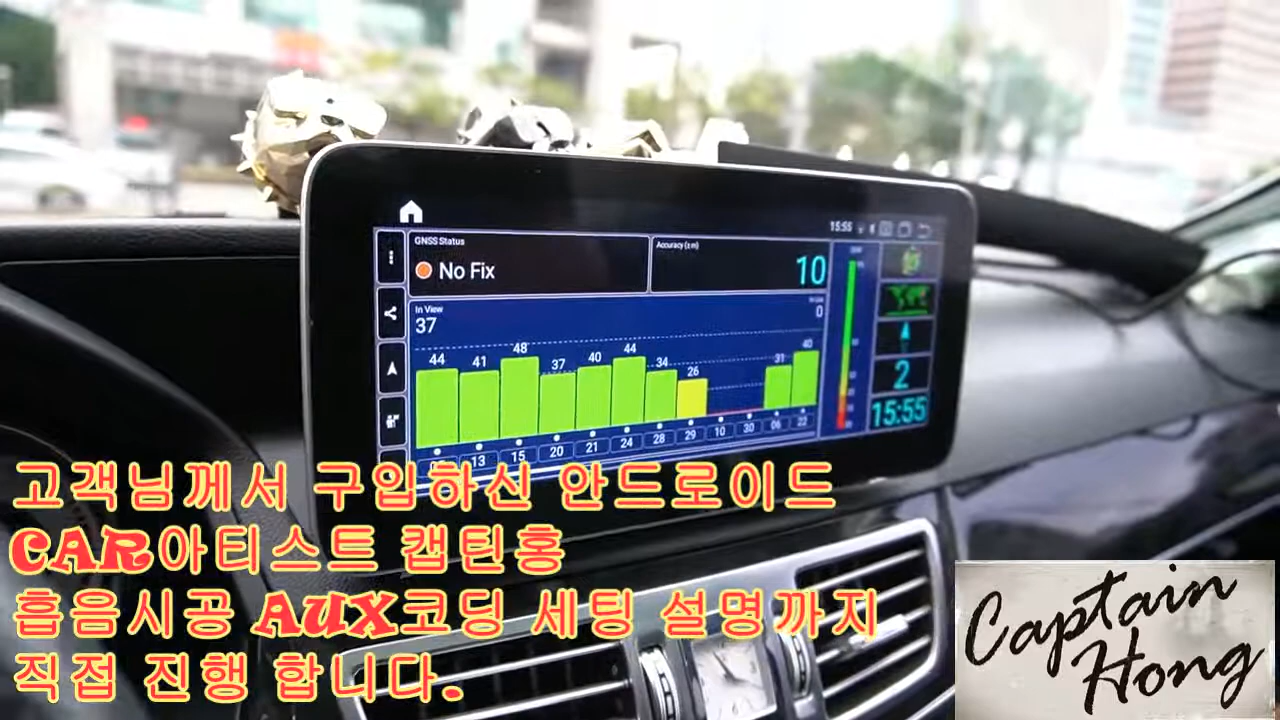 15:55
GNSS Status
No Fix
Accuracy (± m)
10
In View
37
In Use
0
44 41 48 37 40 44 34 26 31 40
13 15 20 21 24 28 29 10 30 06 22
2
15:55
고객님께서 구입하신 안드로이드
CAR아티스트 캡틴홍
흡음시공 AUX코딩 세팅 설명까지
직접 진행 합니다.
Captain
Hong